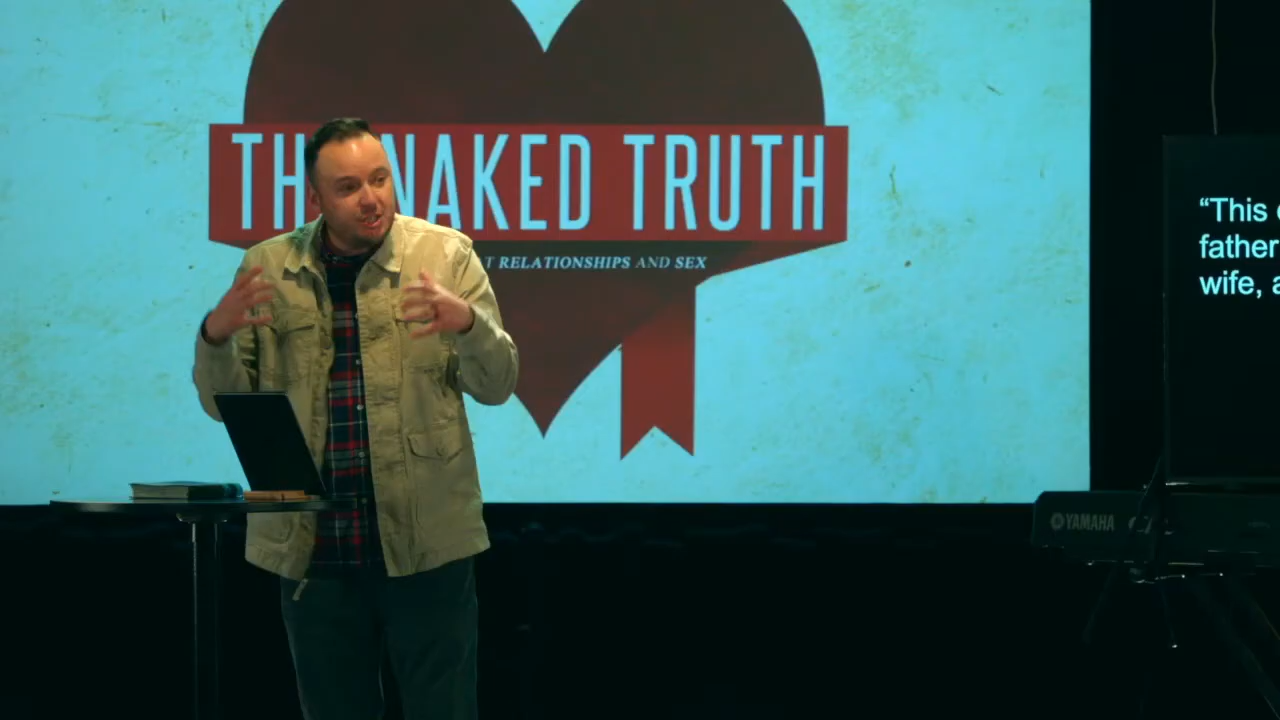 TH NAKED TRUTH
T RELATIONSHIPS AND SEX
“This
father
wife, a
YAMAHA